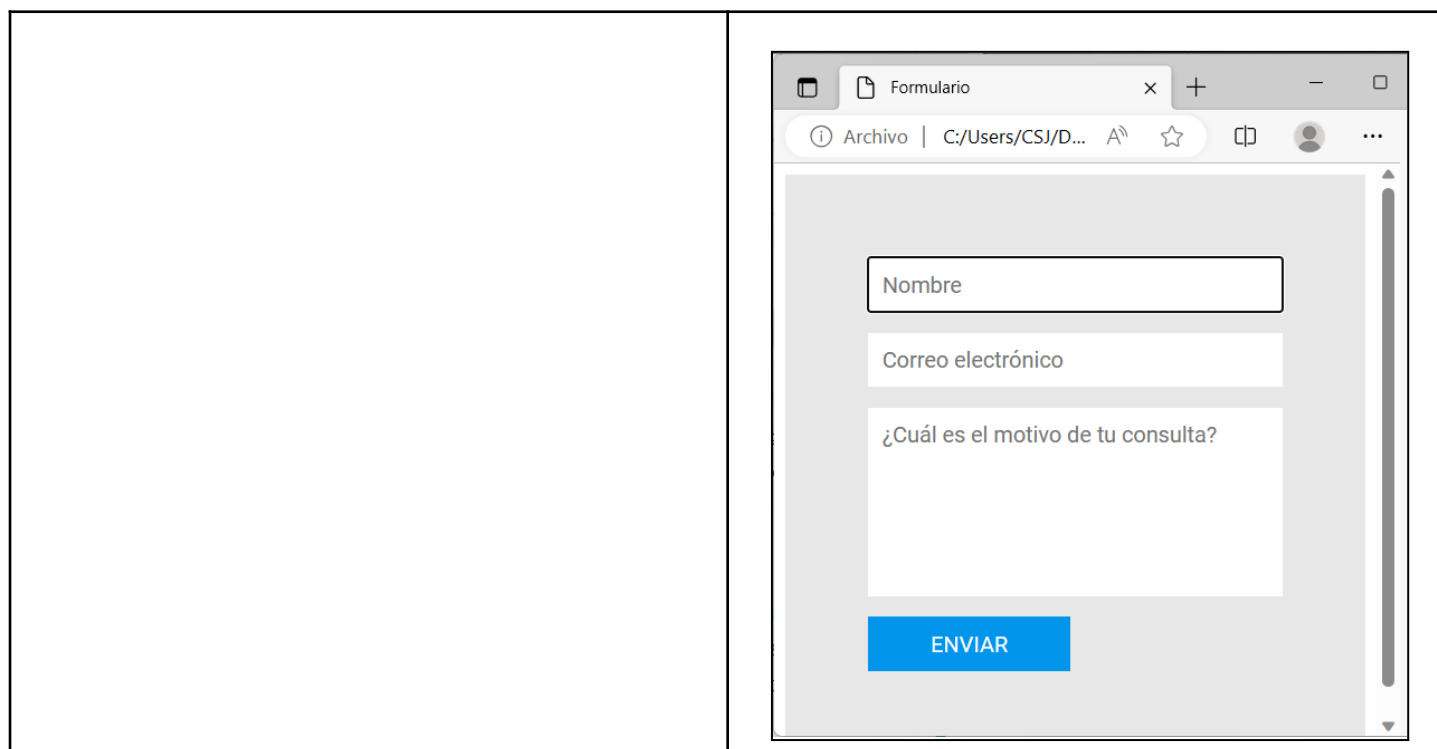 Formulario
Archivo | C:/Users/CSJ/D...
Nombre
Correo electrónico
¿Cuál es el motivo de tu consulta?
ENVIAR